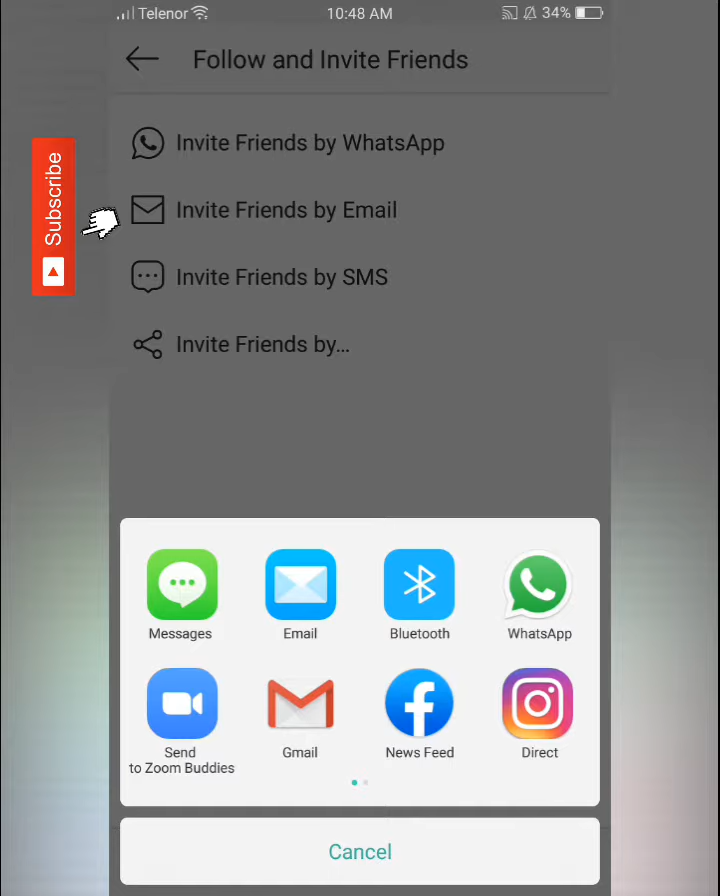 Telenor
10:48 AM
34%
Follow and Invite Friends
Subscribe
Invite Friends by WhatsApp
Invite Friends by Email
Invite Friends by SMS
Invite Friends by...
Messages
Email
Bluetooth
WhatsApp
Send
to Zoom Buddies
Gmail
News Feed
Direct
Cancel